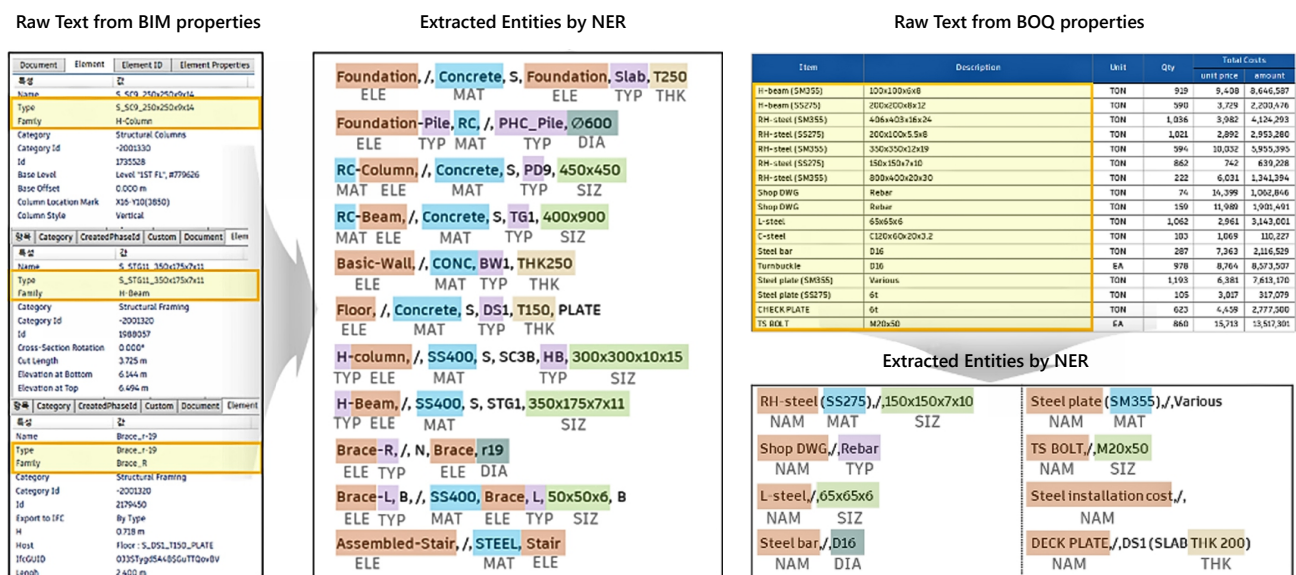 Raw Text from BIM properties
Document Element Element ID Element Properties
특성 값
Name S_SC9_250x250x9x14
Type S_SC9_250x250x9x14
Family H-Column
Category Structural Columns
Category Id -2001330
Id 1735528
Base Level Level "1ST FL", #779626
Base Offset 0.000 m
Column Location Mark X16-Y10(3850)
Column Style Vertical
항목 Category CreatedPhaseId Custom Document Elem
특성 값
Name S_STG11_350x175x7x11
Type S_STG11_350x175x7x11
Family H-Beam
Category Structural Framing
Category Id -2001320
Id 1988057
Cross-Section Rotation 0.000°
Cut Length 3.725 m
Elevation at Bottom 6.144 m
Elevation at Top 6.494 m
항목 Category CreatedPhaseId Custom Document Element
특성 값
Name Brace_r-19
Type Brace_r-19
Family Brace_R
Category Structural Framing
Category Id -2001320
Id 2179450
Export to IFC By Type
H 0.718 m
Host Floor : S_DS1_T150_PLATE
IfcGUID
Length 2.400 m
Extracted Entities by NER
Foundation, /, Concrete, S, Foundation, Slab, T250
ELE MAT ELE TYP THK
Foundation-Pile, RC, /, PHC_Pile, ∅600
ELE TYP MAT TYP DIA
RC-Column, /, Concrete, S, PD9, 450x450
MAT ELE MAT TYP SIZ
RC-Beam, /, Concrete, S, TG1, 400x900
MAT ELE MAT TYP SIZ
Basic-Wall, /, CONC, BW1, THK250
ELE MAT TYP THK
Floor, /, Concrete, S, DS1, T150, PLATE
ELE MAT TYP THK
H-column, /, SS400, S, SC3B, HB, 300x300x10x15
TYP ELE MAT TYP SIZ
H-Beam, /, SS400, S, STG1, 350x175x7x11
TYP ELE MAT SIZ
Brace-R, /, N, Brace, r19
ELE TYP ELE DIA
Brace-L, B, /, SS400, Brace, L, 50x50x6, B
ELE TYP MAT ELE TYP SIZ
Assembled-Stair, /, STEEL, Stair
ELE MAT ELE
Raw Text from BOQ properties
Item Description Unit Qty Total Costs
unit price amount
H-beam (SM355) 100x100x6x8 TON 919 9,408 8,646,587
H-beam (SS275) 200x200x8x12 TON 590 3,729 2,200,476
RH-steel (SM355) 406x403x16x24 TON 1,036 3,982 4,124,293
RH-steel (SS275) 200x100x5.5x8 TON 1,021 2,892 2,953,280
RH-steel (SM355) 350x350x12x19 TON 594 10,032 5,955,395
RH-steel (SS275) 150x150x7x10 TON 862 742 639,228
RH-steel (SM355) 800x400x20x30 TON 222 6,031 1,341,394
Shop DWG Rebar TON 74 14,399 1,062,846
Shop DWG Rebar TON 159 11,989 1,901,491
L-steel 65x65x6 TON 1,062 2,961 3,143,001
C-steel C120x60x20x3.2 TON 103 1,069 110,227
Steel bar D16 TON 287 7,363 2,116,529
Turnbuckle D16 EA 978 8,764 8,573,507
Steel plate (SM355) Various TON 1,193 6,381 7,613,170
Steel plate (SS275) 6t TON 105 3,017 317,079
CHECK PLATE 6t TON 623 4,459 2,777,500
TS BOLT M20x50 EA 860 15,713 13,517,301
Extracted Entities by NER
RH-steel (SS275),/,150x150x7x10
NAM MAT SIZ
Shop DWG,/,Rebar
NAM TYP
L-steel,/,65x65x6
NAM SIZ
Steel bar,/,D16
NAM DIA
Steel plate (SM355),/,Various
NAM MAT
TS BOLT,/,M20x50
NAM SIZ
Steel installation cost,/,
NAM
DECK PLATE,/,DS1 (SLAB THK 200)
NAM THK